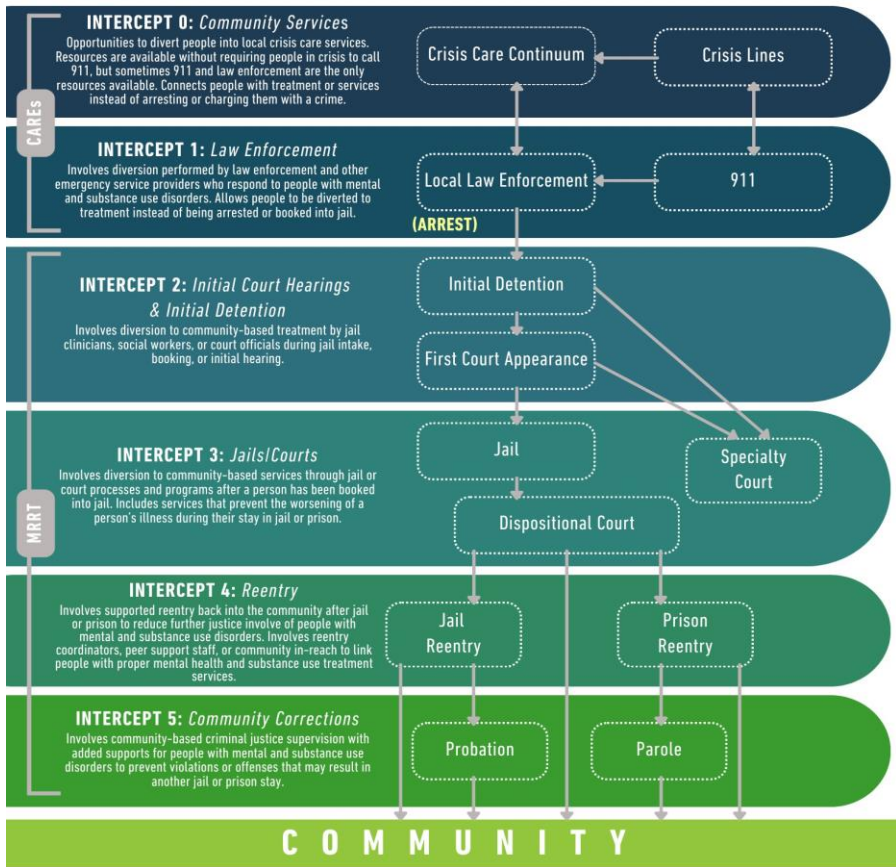 INTERCEPT 0: Community Services
Opportunities to divert people into local crisis care services.
Resources are available without requiring people in crisis to call
911, but sometimes 911 and law enforcement are the only
resources available. Connects people with treatment or services
instead of arresting or charging them with a crime.
Crisis Care Continuum
Crisis Lines
CAREs
INTERCEPT 1: Law Enforcement
Involves diversion performed by law enforcement and other
emergency service providers who respond to people with mental
and substance use disorders. Allows people to be diverted to
treatment instead of being arrested or booked into jail.
Local Law Enforcement
911
(ARREST)
INTERCEPT 2: Initial Court Hearings
& Initial Detention
Involves diversion to community-based treatment by jail
clinicians, social workers, or court officials during jail intake,
booking, or initial hearing.
Initial Detention
First Court Appearance
INTERCEPT 3: Jails/Courts
Involves diversion to community-based services through jail or
court processes and programs after a person has been booked
into jail. Includes services that prevent the worsening of a
person's illness during their stay in jail or prison.
Jail
Specialty
Court
Dispositional Court
MRRT
INTERCEPT 4: Reentry
Involves supported reentry back into the community after jail
or prison to reduce further justice involve of people with
mental and substance use disorders. Involves reentry
coordinators, peer support staff, or community in-reach to link
people with proper mental health and substance use treatment
services.
Jail
Reentry
Prison
Reentry
INTERCEPT 5: Community Corrections
Involves community-based criminal justice supervision with
added supports for people with mental and substance use
disorders to prevent violations or offenses that may result in
another jail or prison stay.
Probation
Parole
COMMUNITY